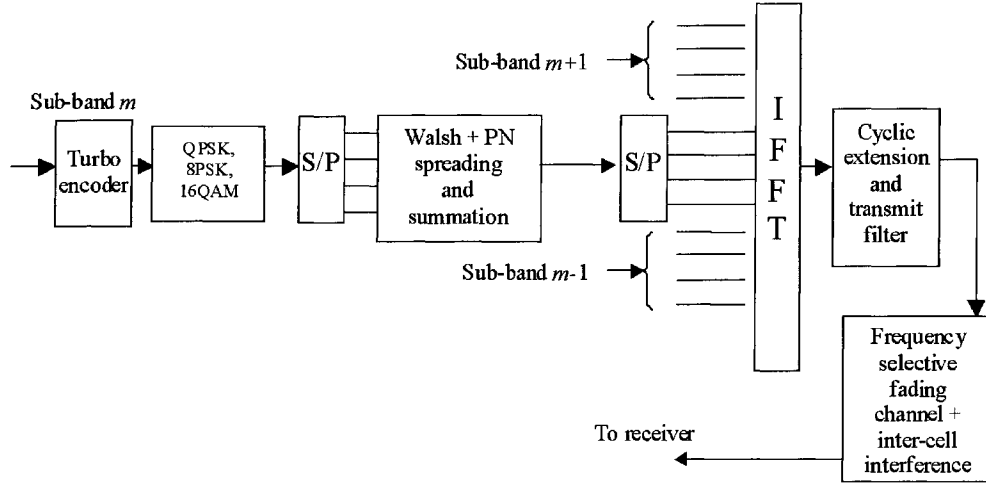 Sub-band m
Turbo
encoder
QPSK,
8PSK,
16QAM
S/P
Walsh + PN
spreading
and
summation
S/P
Sub-band m+1
Sub-band m-1
I
F
F
T
Cyclic
extension
and
transmit
filter
Frequency
selective
fading
channel +
inter-cell
interference
To receiver